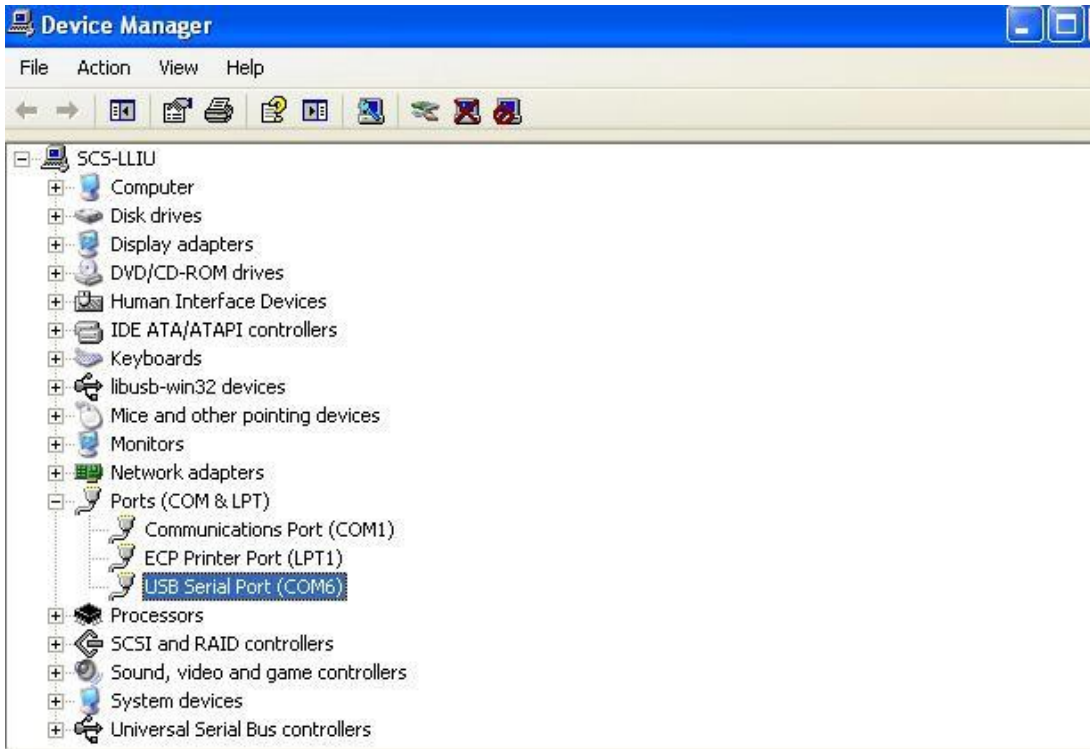 Device Manager
File Action View Help
SCS-LLIU
Computer
Disk drives
Display adapters
DVD/CD-ROM drives
Human Interface Devices
IDE ATA/ATAPI controllers
Keyboards
libusb-win32 devices
Mice and other pointing devices
Monitors
Network adapters
Ports (COM & LPT)
Communications Port (COM1)
ECP Printer Port (LPT1)
USB Serial Port (COM6)
Processors
SCSI and RAID controllers
Sound, video and game controllers
System devices
Universal Serial Bus controllers